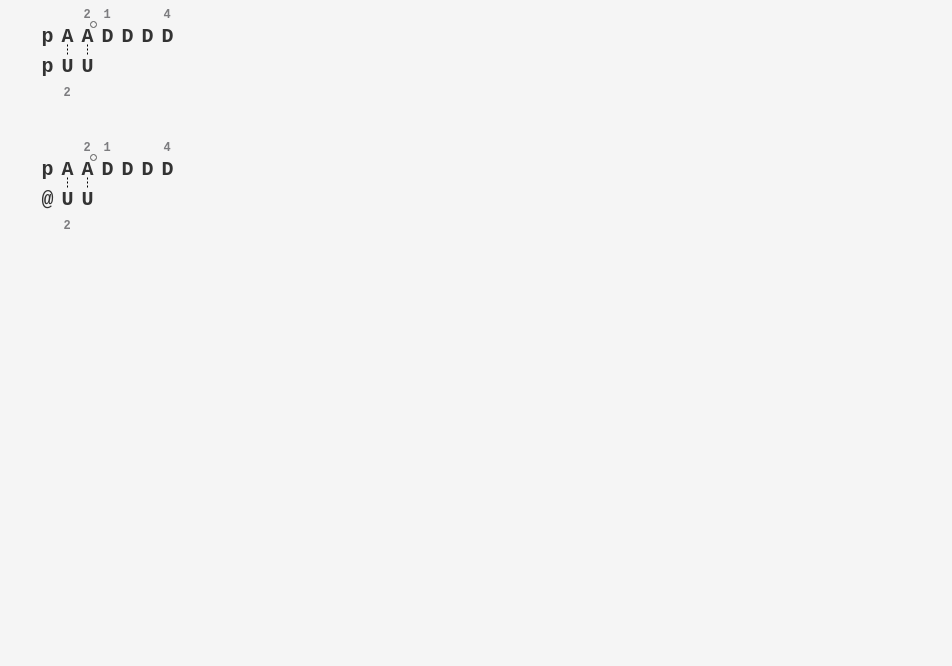 2 1 4
p A A D D D D
p U U
2
2 1 4
p A A D D D D
@ U U
2